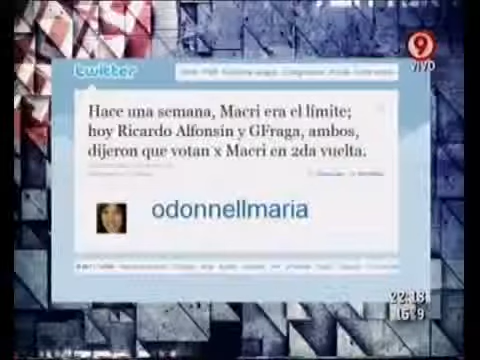 9
VIVO
twitter
Hace una semana, Macri era el límite;
hoy Ricardo Alfonsín y GFraga, ambos,
dijeron que votan x Macri en 2da vuelta.
odonnellmaria
22:18
16°9